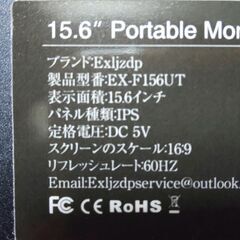 15.6" Portable Mon
ブランド:Exljzdp
製品型番:EX-F156UT
表示面積:15.6インチ
パネル種類:IPS
定格電圧:DC 5V
スクリーンのスケール:16:9
リフレッシュレート:60HZ
Email:Exljzdpservice@outlook.
FC CE RoHS